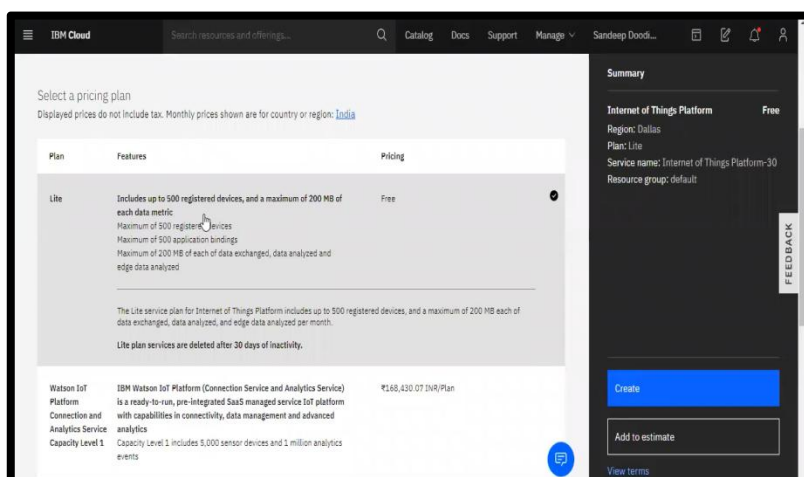 IBM Cloud
Search resources and offerings...
Catalog
Docs
Support
Manage
Sandeep Doodi...
Select a pricing plan
Displayed prices do not include tax. Monthly prices shown are for country or region: India
Plan
Features
Pricing
Lite
Includes up to 500 registered devices, and a maximum of 200 MB of
each data metric
Maximum of 500 registered devices
Maximum of 500 application bindings
Maximum of 200 MB of each of data exchanged, data analyzed and
edge data analyzed
Free
The Lite service plan for Internet of Things Platform includes up to 500 registered devices, and a maximum of 200 MB each of
data exchanged, data analyzed, and edge data analyzed per month.
Lite plan services are deleted after 30 days of inactivity.
Watson IoT
Platform
Connection and
Analytics Service
Capacity Level 1
IBM Watson IoT Platform (Connection Service and Analytics Service)
is a ready-to-run, pre-integrated SaaS managed service IoT platform
with capabilities in connectivity, data management and advanced
analytics
Capacity Level 1 includes 5,000 sensor devices and 1 million analytics
events
₹168,430.07 INR/Plan
Summary
Internet of Things Platform
Free
Region: Dallas
Plan: Lite
Service name: Internet of Things Platform-30
Resource group: default
FEEDBACK
Create
Add to estimate
View terms